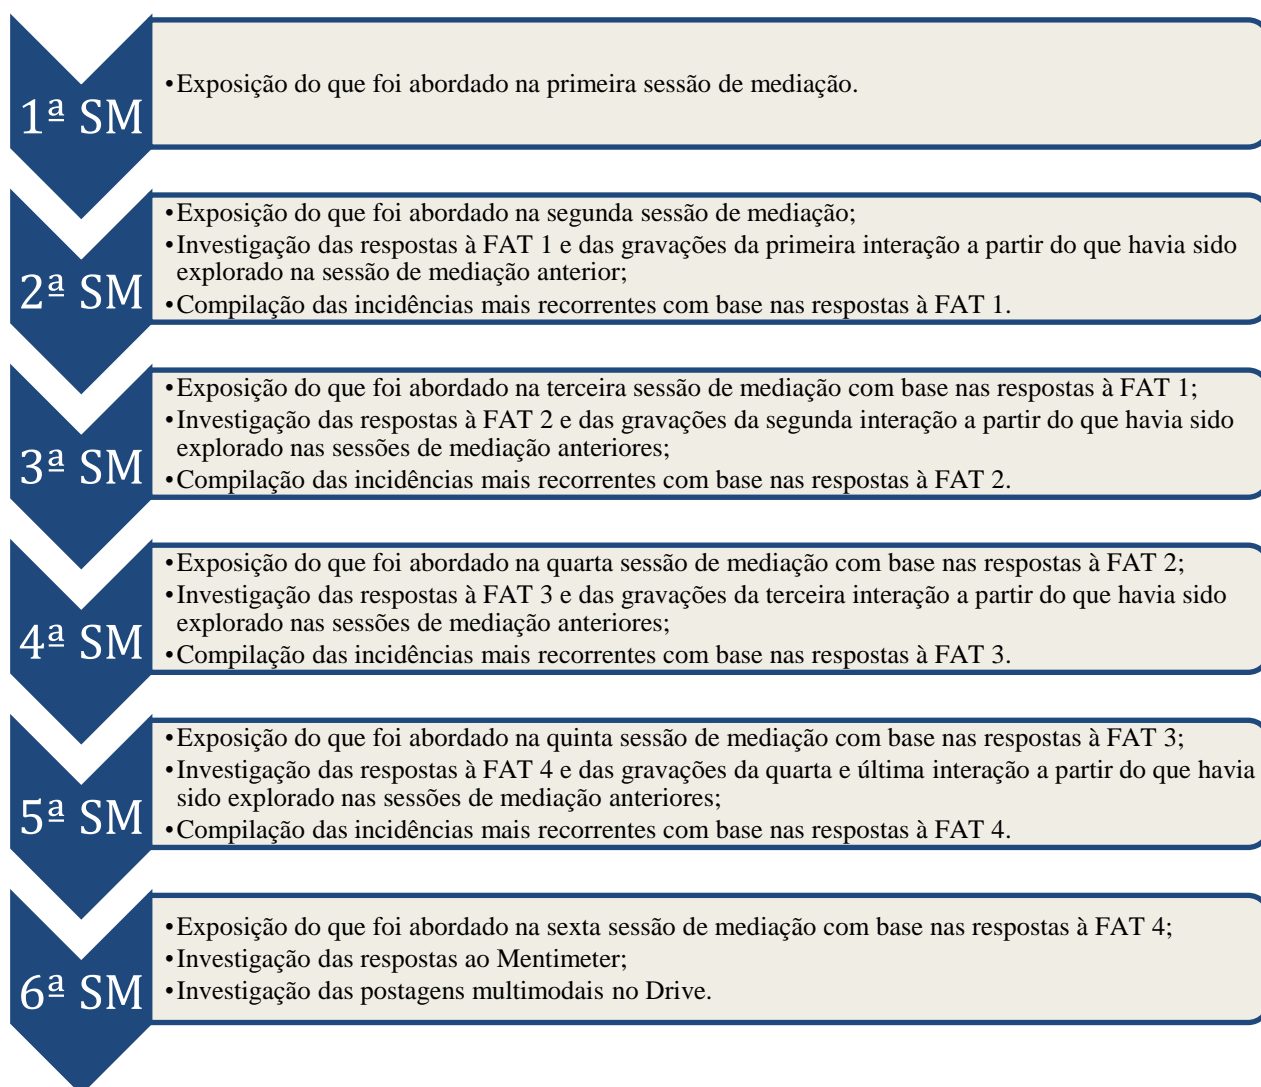 1ª SM
•Exposição do que foi abordado na primeira sessão de mediação.
2ª SM
•Exposição do que foi abordado na segunda sessão de mediação;
•Investigação das respostas à FAT 1 e das gravações da primeira interação a partir do que havia sido
explorado na sessão de mediação anterior;
•Compilação das incidências mais recorrentes com base nas respostas à FAT 1.
3ª SM
•Exposição do que foi abordado na terceira sessão de mediação com base nas respostas à FAT 1;
•Investigação das respostas à FAT 2 e das gravações da segunda interação a partir do que havia sido
explorado nas sessões de mediação anteriores;
•Compilação das incidências mais recorrentes com base nas respostas à FAT 2.
4ª SM
•Exposição do que foi abordado na quarta sessão de mediação com base nas respostas à FAT 2;
•Investigação das respostas à FAT 3 e das gravações da terceira interação a partir do que havia sido
explorado nas sessões de mediação anteriores;
•Compilação das incidências mais recorrentes com base nas respostas à FAT 3.
5ª SM
•Exposição do que foi abordado na quinta sessão de mediação com base nas respostas à FAT 3;
•Investigação das respostas à FAT 4 e das gravações da quarta e última interação a partir do que havia
sido explorado nas sessões de mediação anteriores;
•Compilação das incidências mais recorrentes com base nas respostas à FAT 4.
6ª SM
•Exposição do que foi abordado na sexta sessão de mediação com base nas respostas à FAT 4;
•Investigação das respostas ao Mentimeter;
•Investigação das postagens multimodais no Drive.